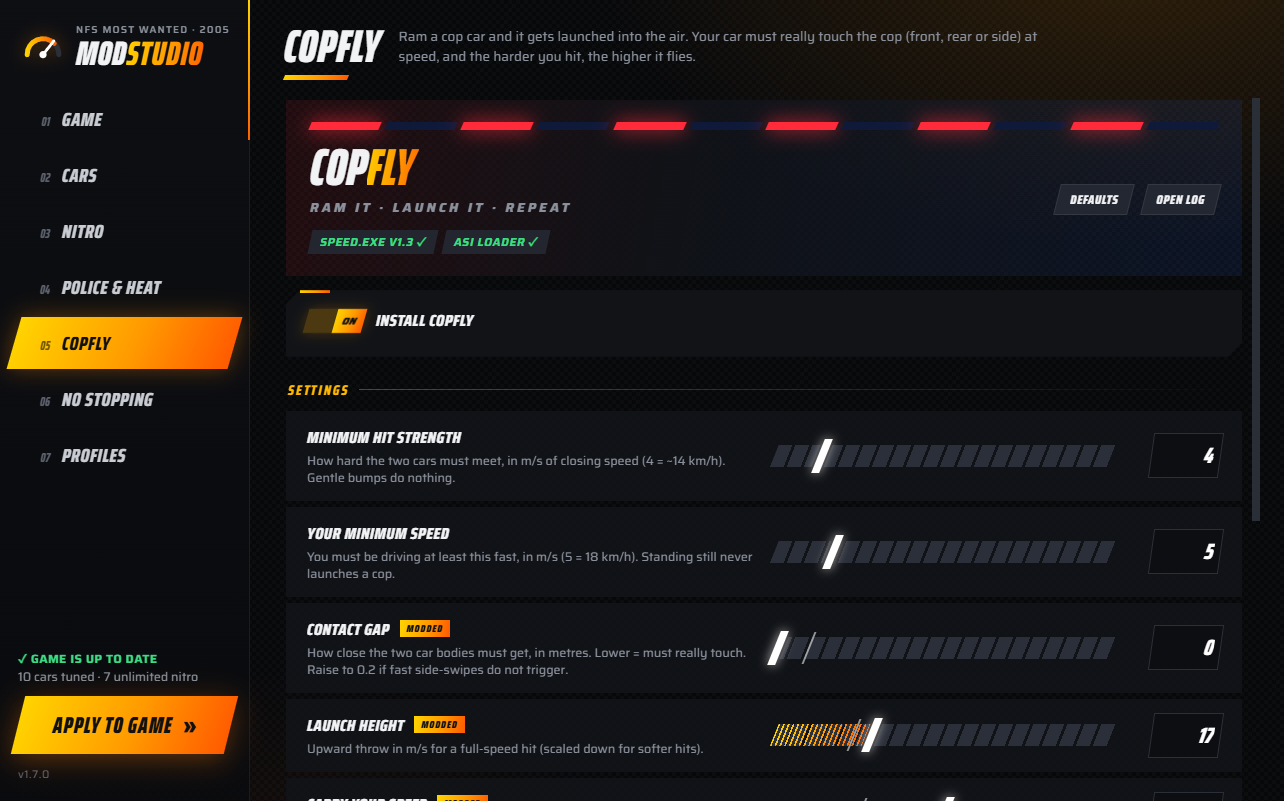 NFS MOST WANTED · 2005
MODSTUDIO
01 GAME
02 CARS
03 NITRO
04 POLICE & HEAT
05 COPFLY
06 NO STOPPING
07 PROFILES
✓ GAME IS UP TO DATE
10 cars tuned · 7 unlimited nitro
APPLY TO GAME »
v1.7.0
COPFLY
Ram a cop car and it gets launched into the air. Your car must really touch the cop (front, rear or side) at
speed, and the harder you hit, the higher it flies.
COPFLY
RAM IT · LAUNCH IT · REPEAT
SPEED.EXE V1.3 ✓ ASI LOADER ✓
DEFAULTS OPEN LOG
ON INSTALL COPFLY
SETTINGS
MINIMUM HIT STRENGTH
How hard the two cars must meet, in m/s of closing speed (4 = ~14 km/h).
Gentle bumps do nothing.
4
YOUR MINIMUM SPEED
You must be driving at least this fast, in m/s (5 = 18 km/h). Standing still never
launches a cop.
5
CONTACT GAP MODDED
How close the two car bodies must get, in metres. Lower = must really touch.
Raise to 0.2 if fast side-swipes do not trigger.
0
LAUNCH HEIGHT MODDED
Upward throw in m/s for a full-speed hit (scaled down for softer hits).
17
CARRY YOUR SPEED MODDED